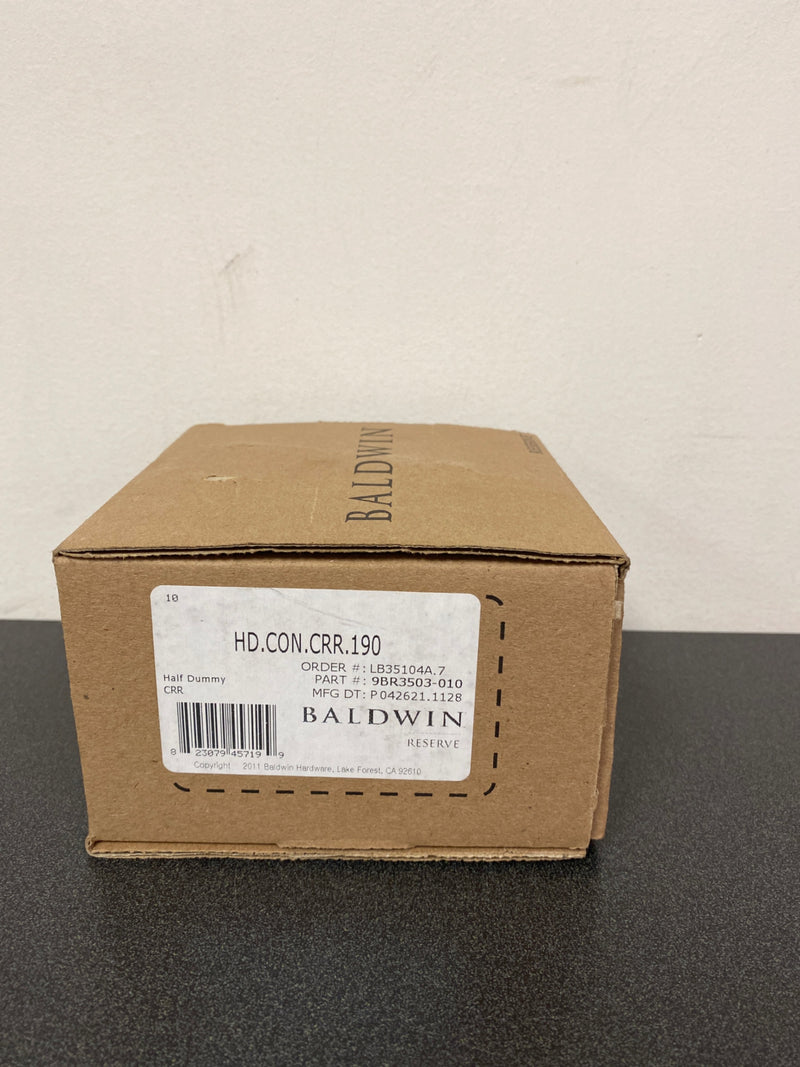 BALDWIN
10
HD.CON.CRR.190
ORDER #: LB35104A.7
PART #: 9BR3503-010
MFG DT: P042621.1128
Half Dummy
CRR
BALDWIN
RESERVE
8 23079 45719 9
Copyright 2011 Baldwin Hardware, Lake Forest, CA 92610